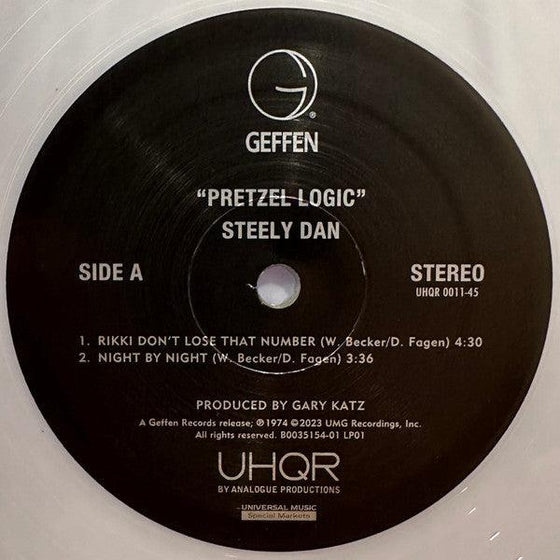 G®
GEFFEN
“PRETZEL LOGIC”
STEELY DAN
SIDE A
STEREO
UHQR 0011-45
1. RIKKI DON'T LOSE THAT NUMBER (W. Becker/D. Fagen) 4:30
2. NIGHT BY NIGHT (W. Becker/D. Fagen) 3:36
PRODUCED BY GARY KATZ
A Geffen Records release; ℗1974 ©2023 UMG Recordings, Inc.
All rights reserved. B0035154-01 LP01
UHQR
BY ANALOGUE PRODUCTIONS
UNIVERSAL MUSIC
Special Markets